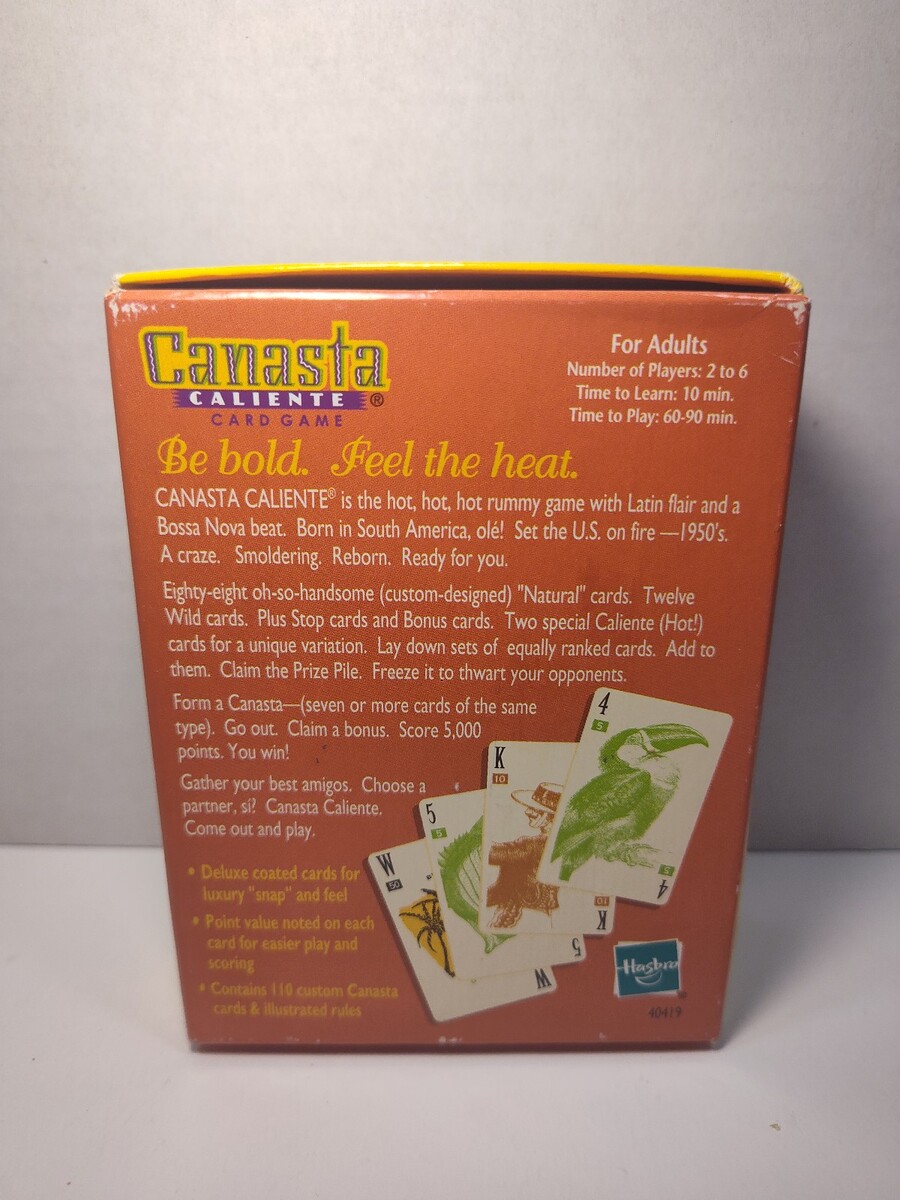 Canasta
CALIENTE ®
CARD GAME
For Adults
Number of Players: 2 to 6
Time to Learn: 10 min.
Time to Play: 60-90 min.
Be bold. Feel the heat.
CANASTA CALIENTE® is the hot, hot, hot rummy game with Latin flair and a
Bossa Nova beat. Born in South America, olé! Set the U.S. on fire —1950's.
A craze. Smoldering. Reborn. Ready for you.
Eighty-eight oh-so-handsome (custom-designed) "Natural" cards. Twelve
Wild cards. Plus Stop cards and Bonus cards. Two special Caliente (Hot!)
cards for a unique variation. Lay down sets of equally ranked cards. Add to
them. Claim the Prize Pile. Freeze it to thwart your opponents.
Form a Canasta—(seven or more cards of the same
type). Go out. Claim a bonus. Score 5,000
points. You win!
Gather your best amigos. Choose a
partner, sí? Canasta Caliente.
Come out and play.
• Deluxe coated cards for
luxury "snap" and feel
• Point value noted on each
card for easier play and
scoring
• Contains 110 custom Canasta
cards & illustrated rules
W
50
W
5
5
5
K
10
10
K
4
5
5
4
Hasbro
40419